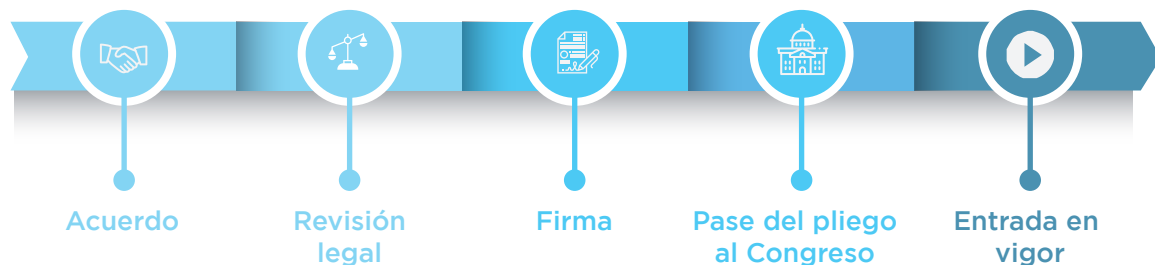 Acuerdo
Revisión
legal
Firma
Pase del pliego
al Congreso
Entrada en
vigor